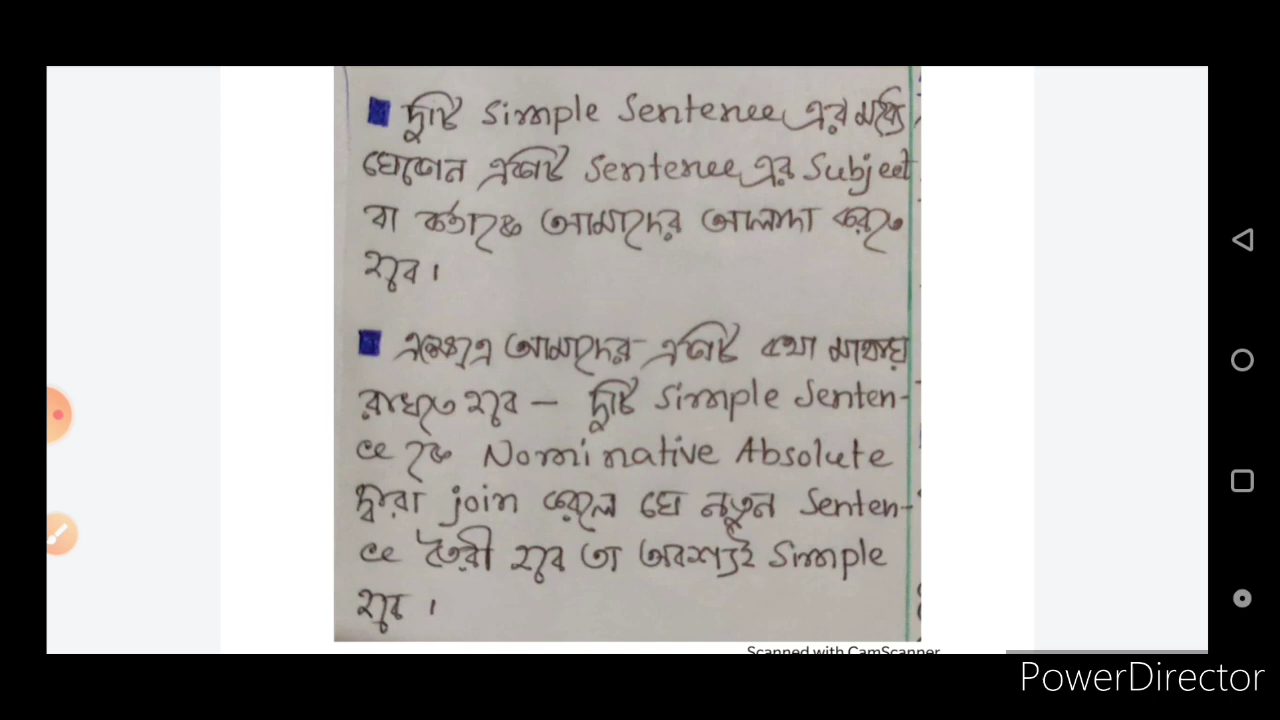 দুটি Simple Sentence এর মধ্যে
যেকোন একটি Sentence এর Subject
বা কর্তাকে আমাদের আলাদা করতে
হবে।
এক্ষেত্রে আমাদের একটি কথা মাথায়
রাখতে হবে — দুটি Simple Senten-
ce কে Nominative Absolute
দ্বারা join করলে যে নতুন Senten-
ce তৈরী হবে তা অবশ্যই Simple
হবে।
Scanned with CamScanner
PowerDirector